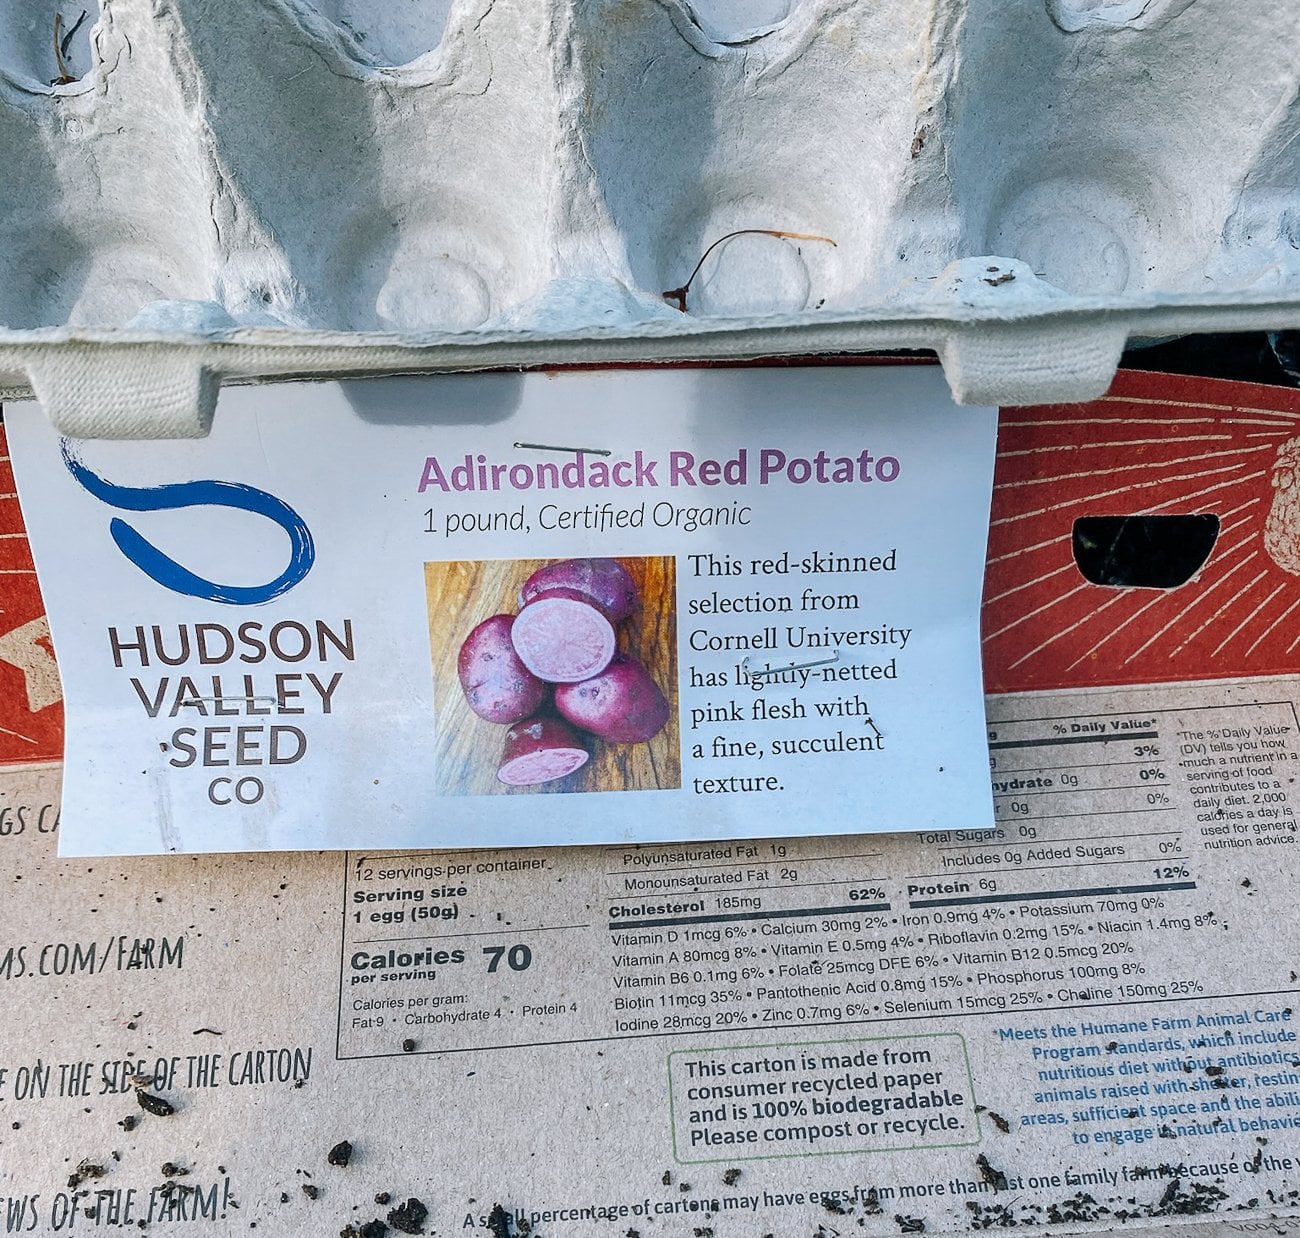 HUDSON
VALLEY
SEED
CO
Adirondack Red Potato
1 pound, Certified Organic
This red-skinned
selection from
Cornell University
has lightly-netted
pink flesh with
a fine, succulent
texture.
% Daily Value*
3%
0g 0%
0g 0%
Total Sugars 0g
Includes 0g Added Sugars 0%
Protein 6g 12%
*The % Daily Value
(DV) tells you how
much a nutrient in a
serving of food
contributes to a
daily diet. 2,000
calories a day is
used for general
nutrition advice.
12 servings per container
Serving size
1 egg (50g)
Calories 70
per serving
Calories per gram:
Fat 9 • Carbohydrate 4 • Protein 4
Polyunsaturated Fat 1g
Monounsaturated Fat 2g
Cholesterol 185mg 62%
Vitamin D 1mcg 6% • Calcium 30mg 2% • Iron 0.9mg 4% • Potassium 70mg 0%
Vitamin A 80mcg 8% • Vitamin E 0.5mg 4% • Riboflavin 0.2mg 15% • Niacin 1.4mg 8%
Vitamin B6 0.1mg 6% • Folate 25mcg DFE 6% • Vitamin B12 0.5mcg 20%
Biotin 11mcg 35% • Pantothenic Acid 0.8mg 15% • Phosphorus 100mg 8%
Iodine 28mcg 20% • Zinc 0.7mg 6% • Selenium 15mcg 25% • Choline 150mg 25%
.COM/FARM
ON THE SIDE OF THE CARTON
OF THE FARM!
This carton is made from
consumer recycled paper
and is 100% biodegradable
Please compost or recycle.
*Meets the Humane Farm Animal Care
Program standards, which include
nutritious diet without antibiotics
animals raised with shelter,
areas, sufficient space and the
to engage in natural
A small percentage of cartons may have eggs from more than just one family farm because of the